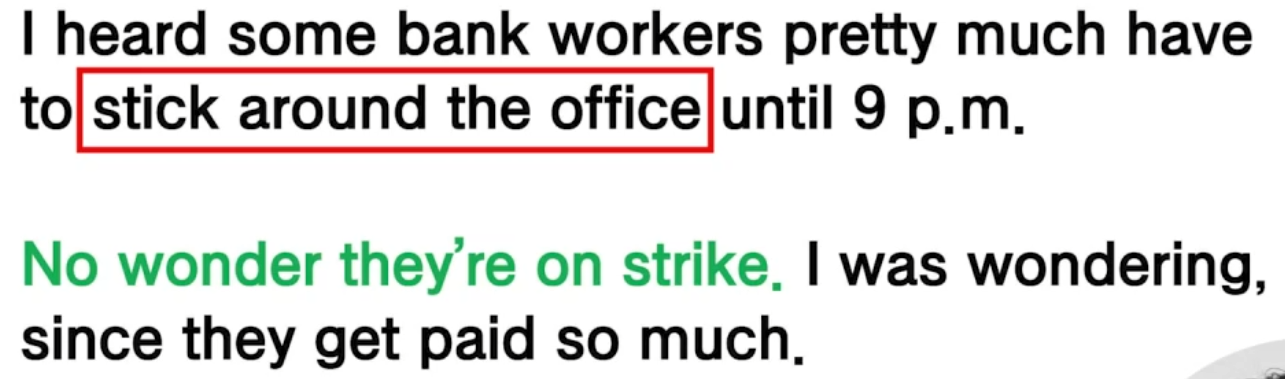 I heard some bank workers pretty much have
to stick around the office until 9 p.m.
No wonder they're on strike. I was wondering,
since they get paid so much.